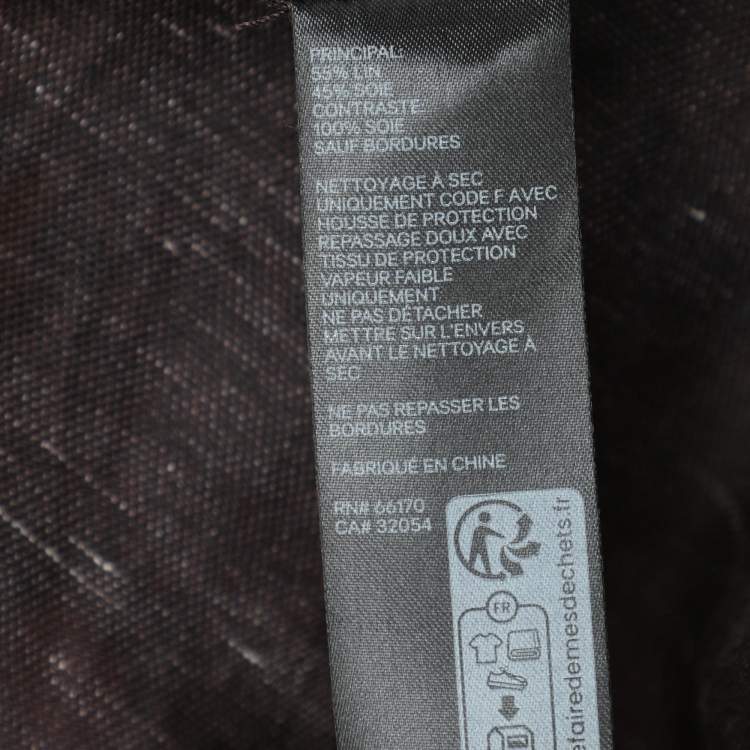 PRINCIPAL:
55% LIN
45% SOIE
CONTRASTE:
100% SOIE
SAUF BORDURES
NETTOYAGE À SEC
UNIQUEMENT CODE F AVEC
HOUSSE DE PROTECTION
REPASSAGE DOUX AVEC
TISSU DE PROTECTION
VAPEUR FAIBLE
UNIQUEMENT
NE PAS DÉTACHER
METTRE SUR L'ENVERS
AVANT LE NETTOYAGE À
SEC
NE PAS REPASSER LES
BORDURES
FABRIQUÉ EN CHINE
RN# 66170
CA# 32054
FR
efairedemesdechets.fr